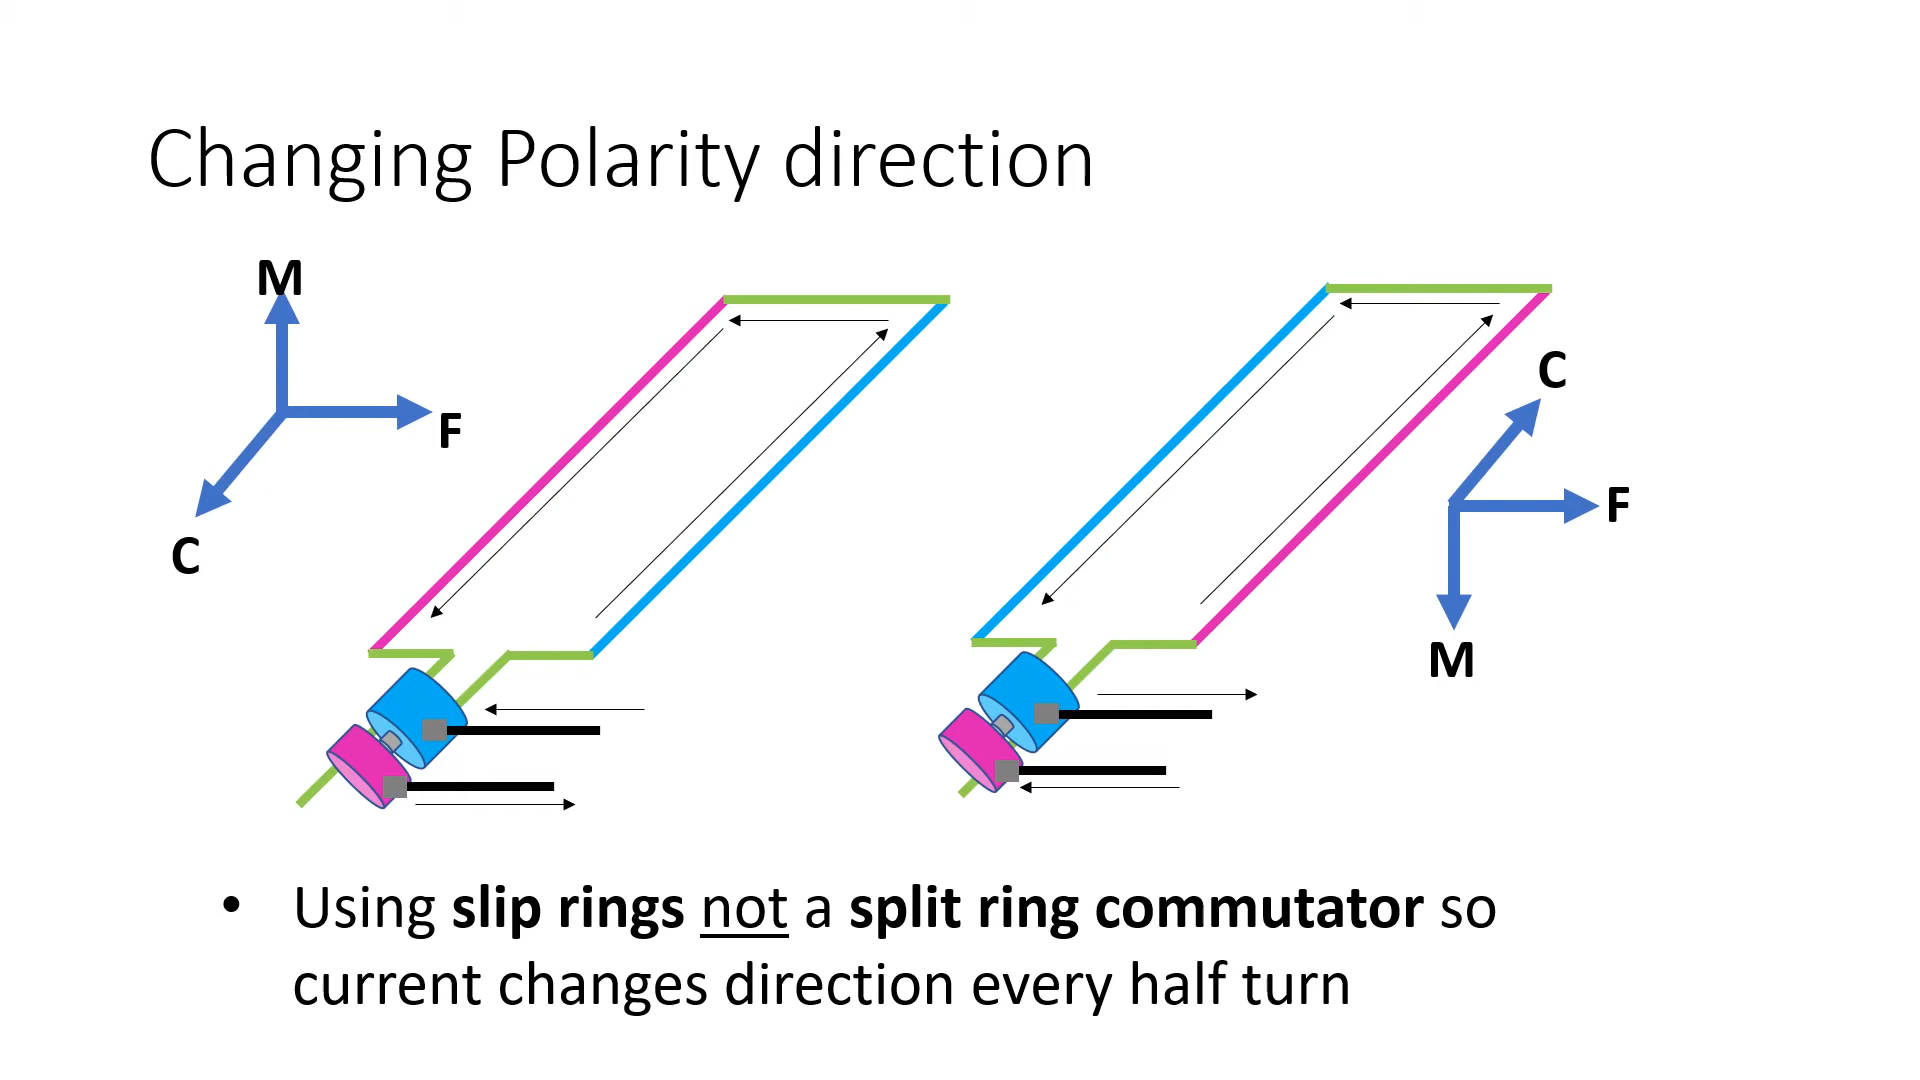 Changing Polarity direction
M
F
C
C
F
M
• Using slip rings not a split ring commutator so
current changes direction every half turn